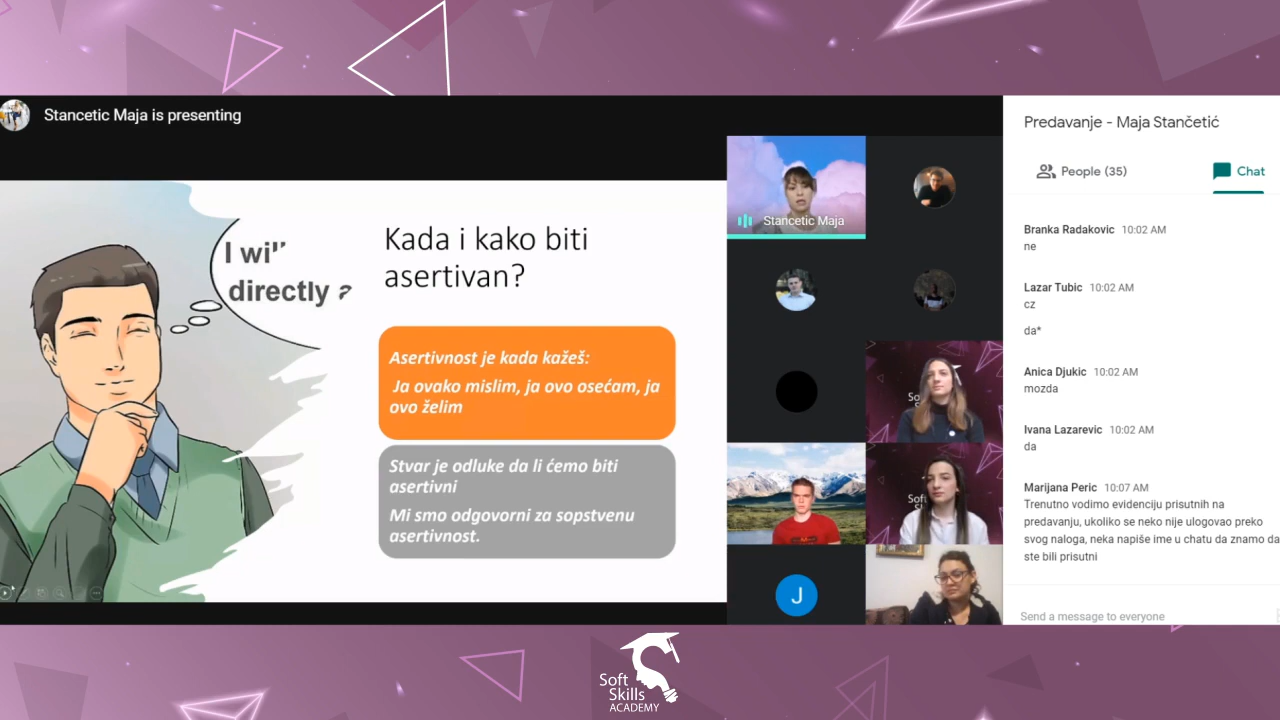 Stancetic Maja is presenting
I wi
directly
Kada i kako biti
asertivan?
Asertivnost je kada kažeš:
Ja ovako mislim, ja ovo osećam, ja
ovo želim
Stvar je odluke da li ćemo biti
asertivni
Mi smo odgovorni za sopstvenu
asertivnost.
Stancetic Maja
So
Soft
J
Predavanje - Maja Stančetić
People (35)
Chat
Branka Radakovic 10:02 AM
ne
Lazar Tubic 10:02 AM
cz
da*
Anica Djukic 10:02 AM
mozda
Ivana Lazarevic 10:02 AM
da
Marijana Peric 10:07 AM
Trenutno vodimo evidenciju prisutnih na
predavanju, ukoliko se neko nije ulogovao preko
svog naloga, neka napiše ime u chatu da znamo da
ste bili prisutni
Send a message to everyone
Soft
Skills
ACADEMY